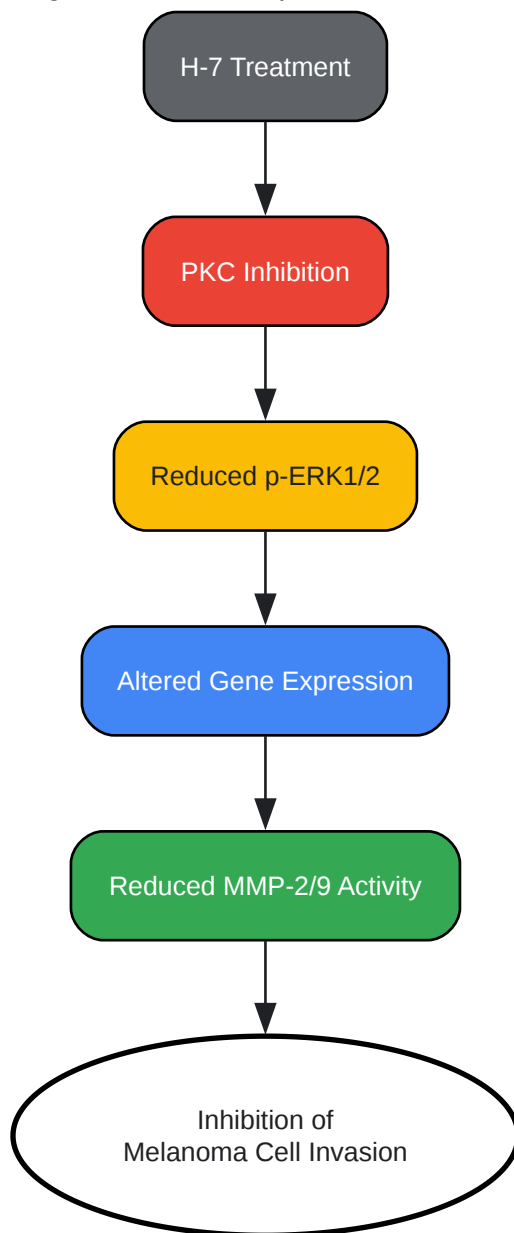 H-7 Treatment
PKC Inhibition
Reduced p-ERK1/2
Altered Gene Expression
Reduced MMP-2/9 Activity
Inhibition of
Melanoma Cell Invasion